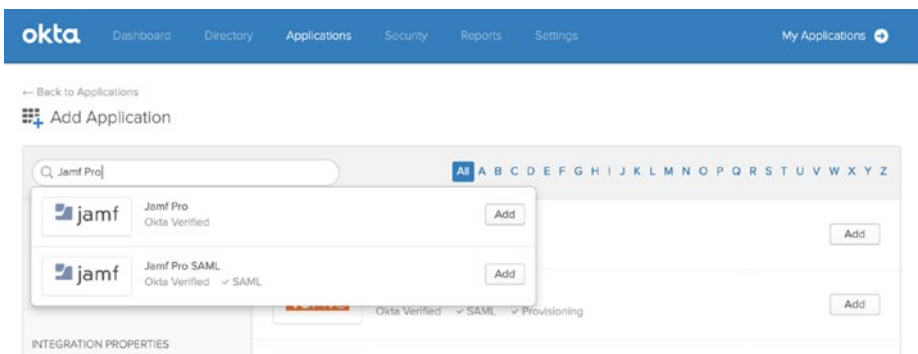 okta Dashboard Directory Applications Security Reports Settings My Applications
← Back to Applications
Add Application
Jamf Pro
All A B C D E F G H I J K L M N O P Q R S T U V W X Y Z
jamf Jamf Pro Add
Okta Verified
Add
jamf Jamf Pro SAML Add
Okta Verified ✓ SAML
Add
Okta Verified ✓ SAML ✓ Provisioning
INTEGRATION PROPERTIES